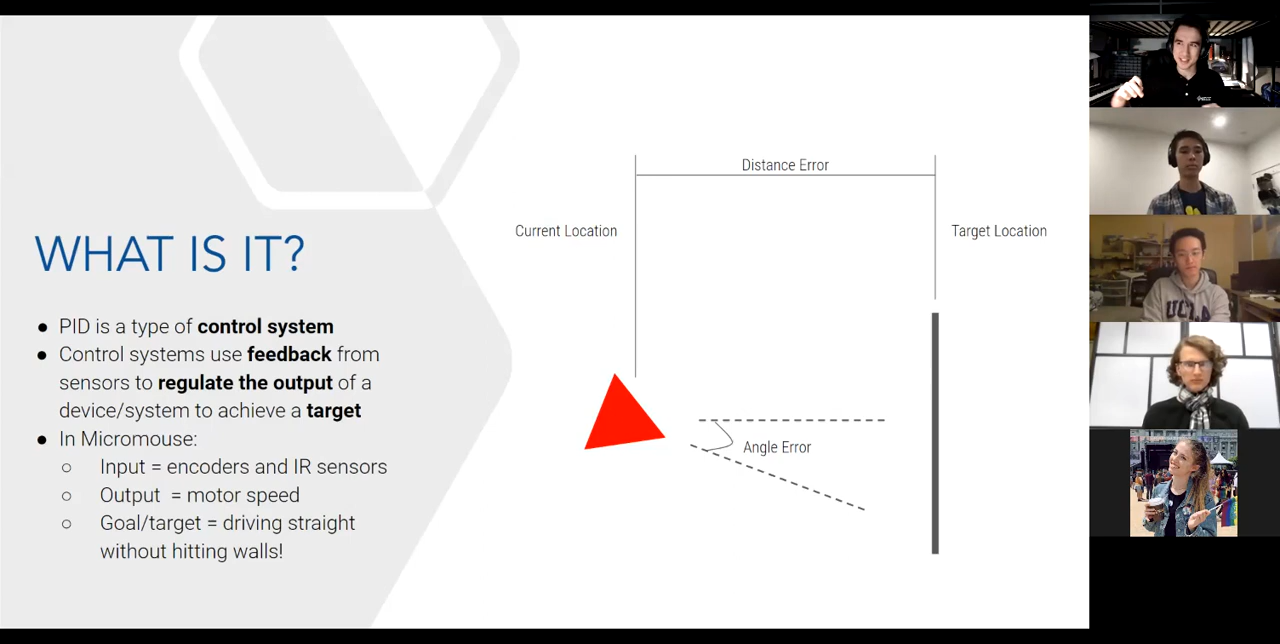 WHAT IS IT?
● PID is a type of control system
● Control systems use feedback from
sensors to regulate the output of a
device/system to achieve a target
● In Micromouse:
○ Input = encoders and IR sensors
○ Output = motor speed
○ Goal/target = driving straight
without hitting walls!
Distance Error
Current Location
Target Location
Angle Error
UCLA